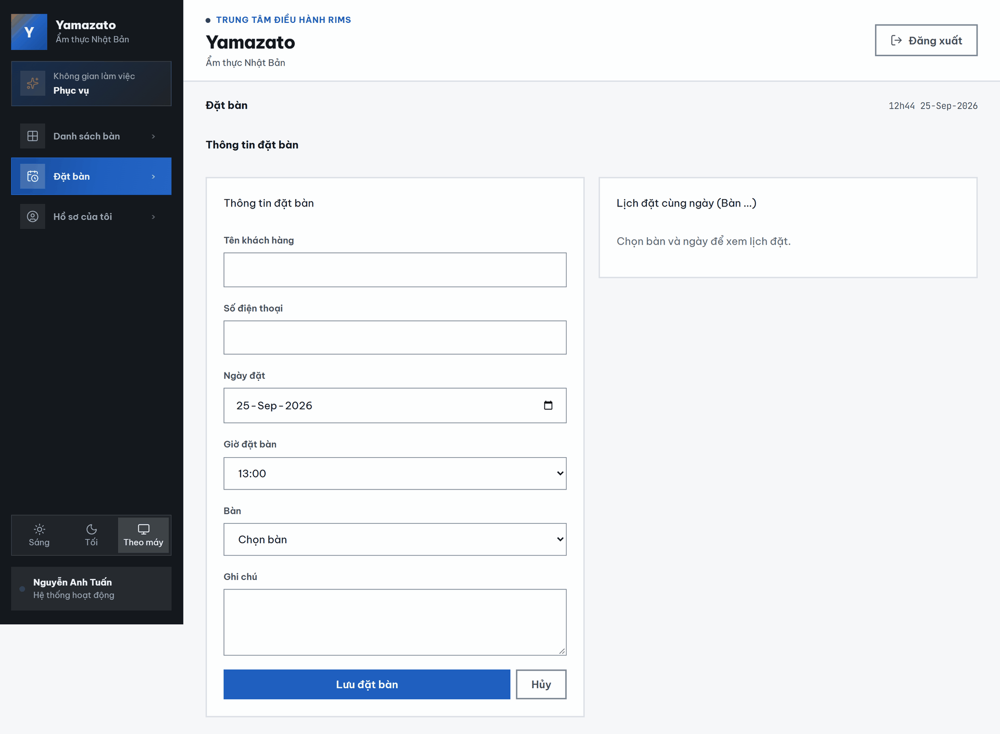 Y
Yamazato
Ẩm thực Nhật Bản
Không gian làm việc
Phục vụ
Danh sách bàn
Đặt bàn
Hồ sơ của tôi
Sáng
Tối
Theo máy
Nguyễn Anh Tuấn
Hệ thống hoạt động
TRUNG TÂM ĐIỀU HÀNH RIMS
Yamazato
Ẩm thực Nhật Bản
Đăng xuất
Đặt bàn
12h44 25-Sep-2026
Thông tin đặt bàn
Thông tin đặt bàn
Tên khách hàng
Số điện thoại
Ngày đặt
25-Sep-2026
Giờ đặt bàn
13:00
Bàn
Chọn bàn
Ghi chú
Lưu đặt bàn
Hủy
Lịch đặt cùng ngày (Bàn ...)
Chọn bàn và ngày để xem lịch đặt.